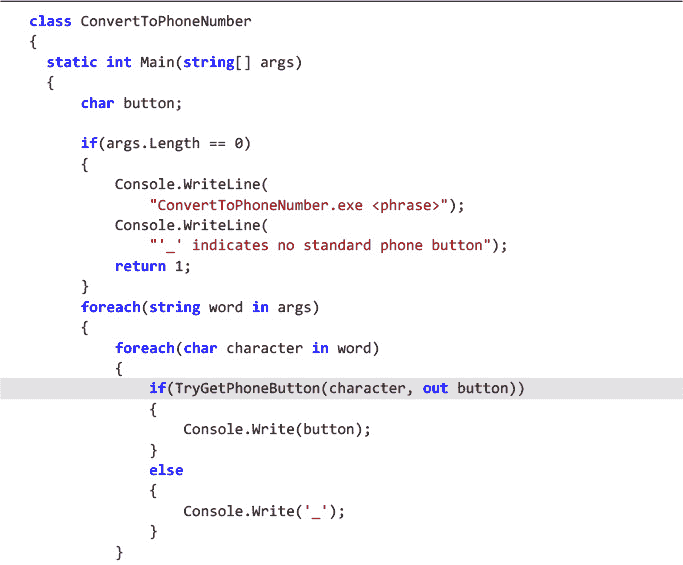 class ConvertToPhoneNumber
{
  static int Main(string[] args)
  {
      char button;

      if(args.Length == 0)
      {
          Console.WriteLine(
              "ConvertToPhoneNumber.exe <phrase>");
          Console.WriteLine(
              "'_' indicates no standard phone button");
          return 1;
      }
      foreach(string word in args)
      {
          foreach(char character in word)
          {
              if(TryGetPhoneButton(character, out button))
              {
                  Console.Write(button);
              }
              else
              {
                  Console.Write('_');
              }
          }